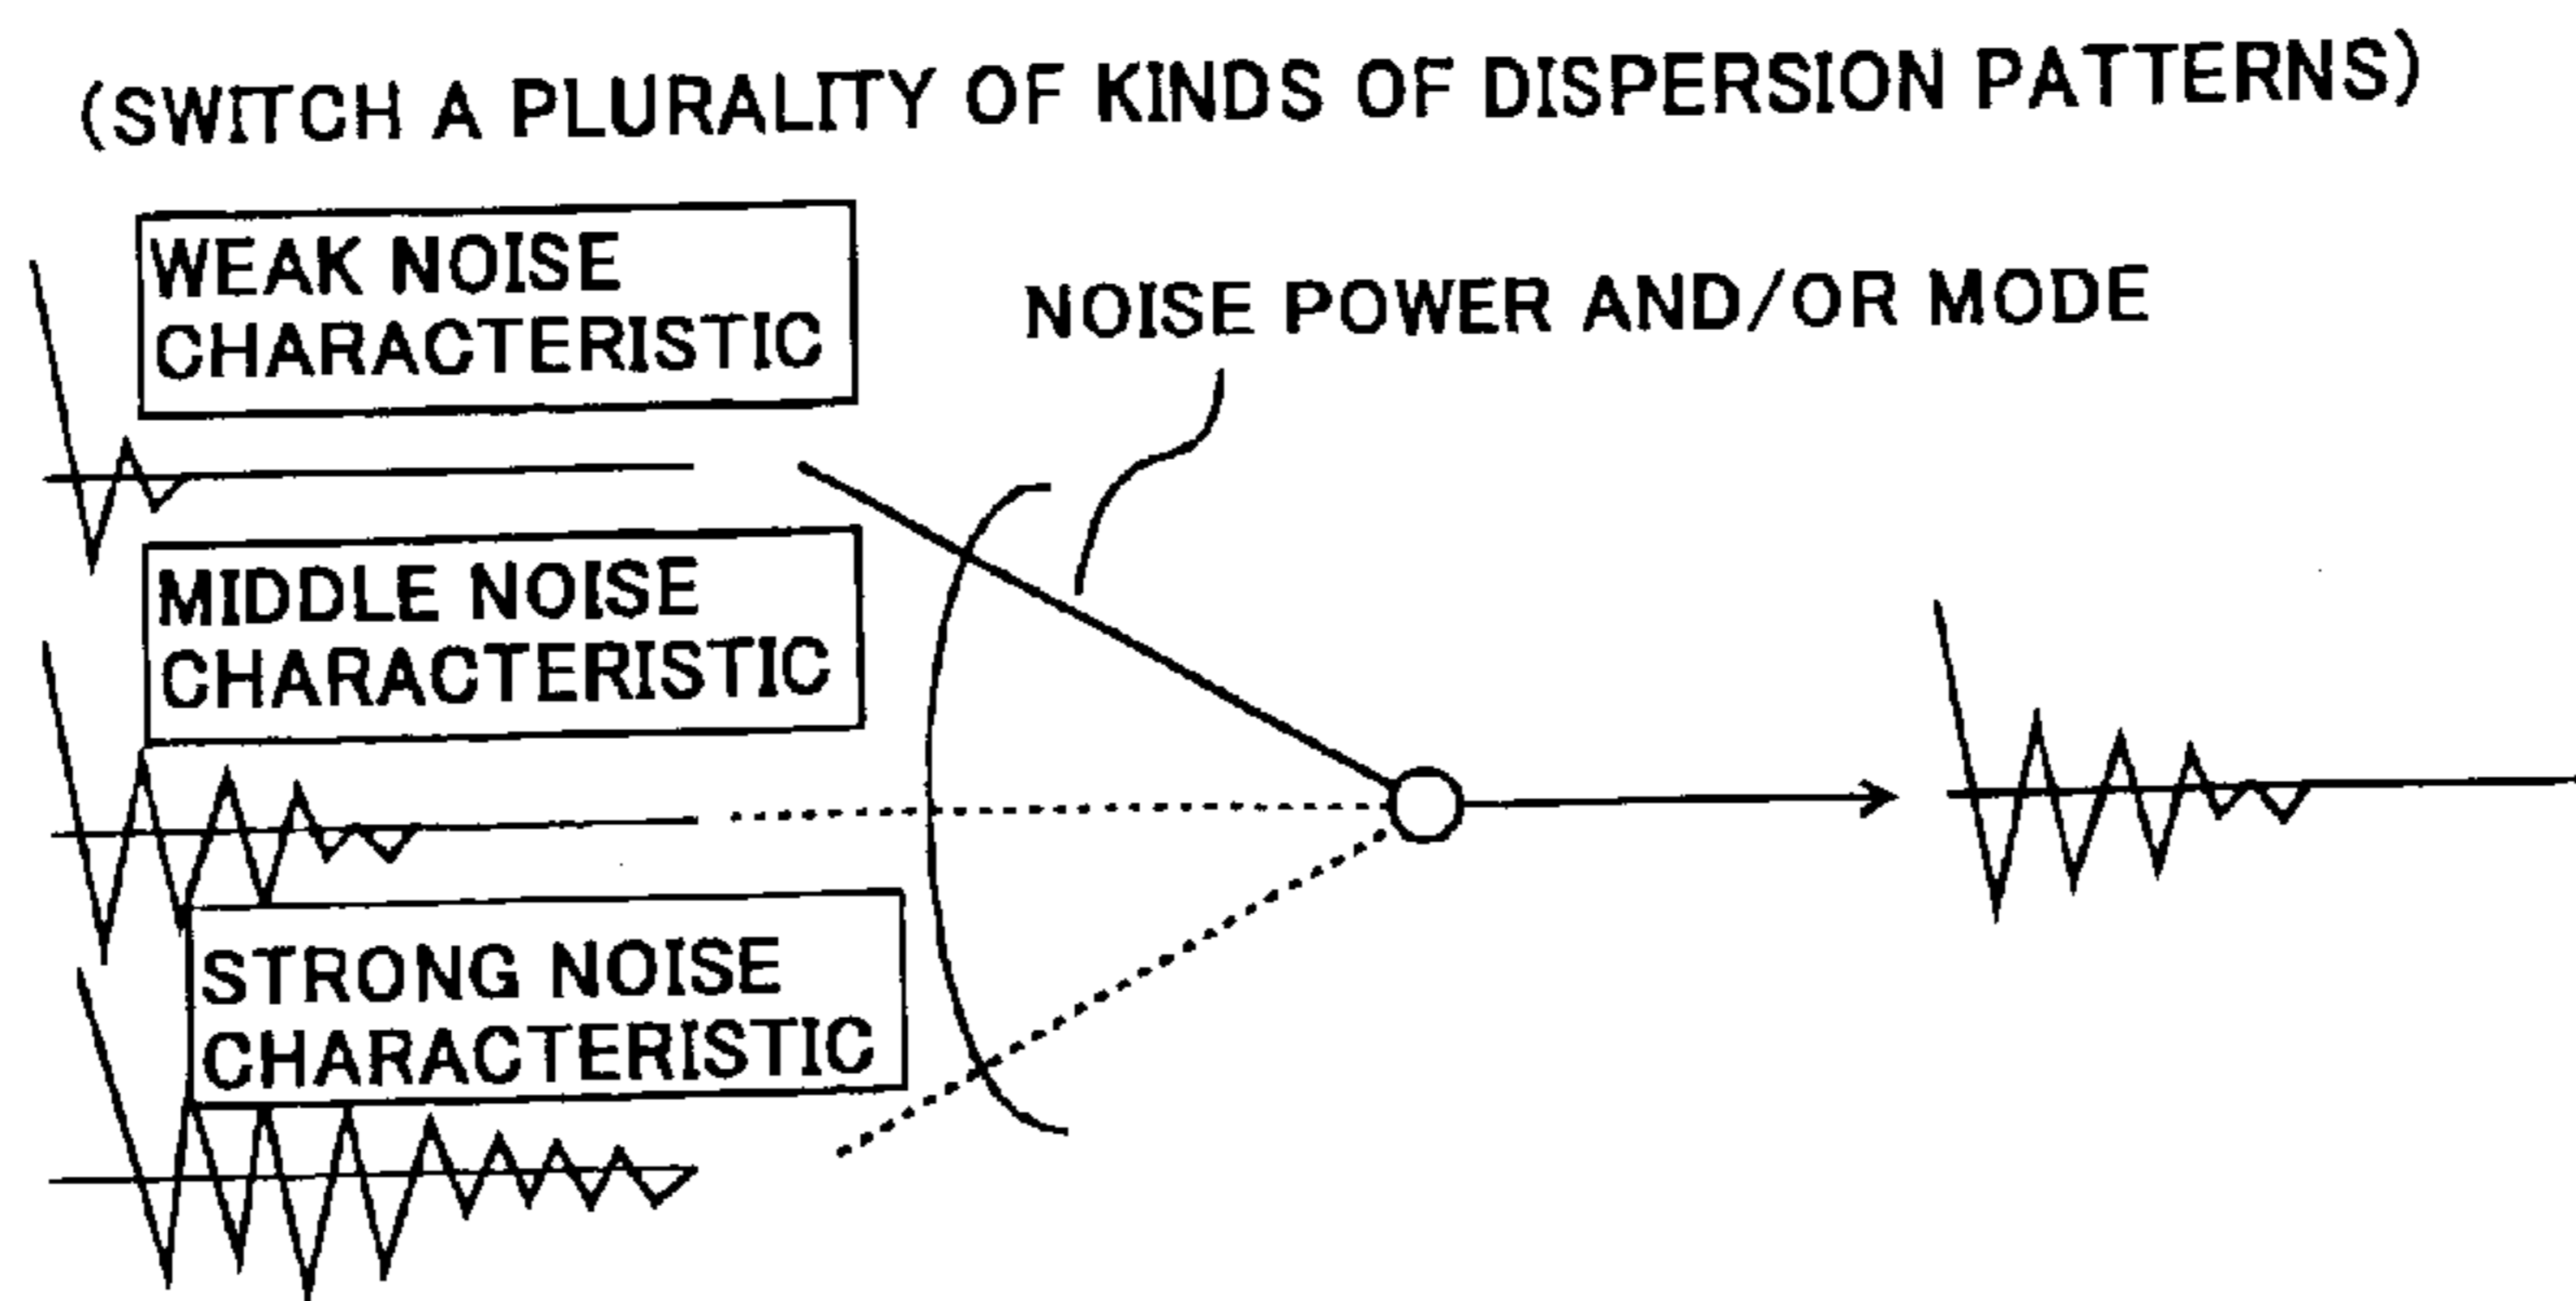 (SWITCH A PLURALITY OF KINDS OF DISPERSION PATTERNS)
WEAK NOISE
CHARACTERISTIC
NOISE POWER AND/OR MODE
MIDDLE NOISE
CHARACTERISTIC
STRONG NOISE
CHARACTERISTIC